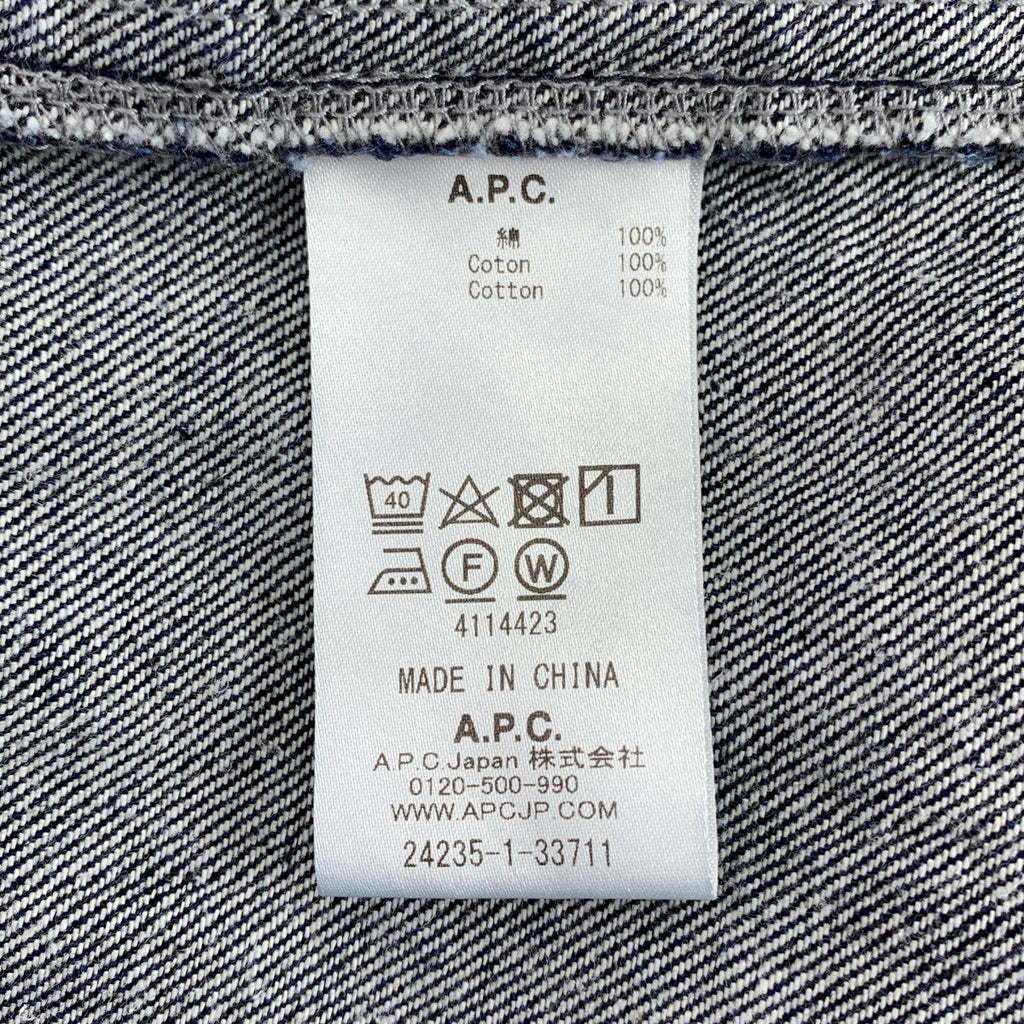 A.P.C.
綿 100%
Coton 100%
Cotton 100%
40
F W
4114423
MADE IN CHINA
A.P.C.
A.P.C.Japan 株式会社
0120-500-990
WWW.APCJP.COM
24235-1-33711